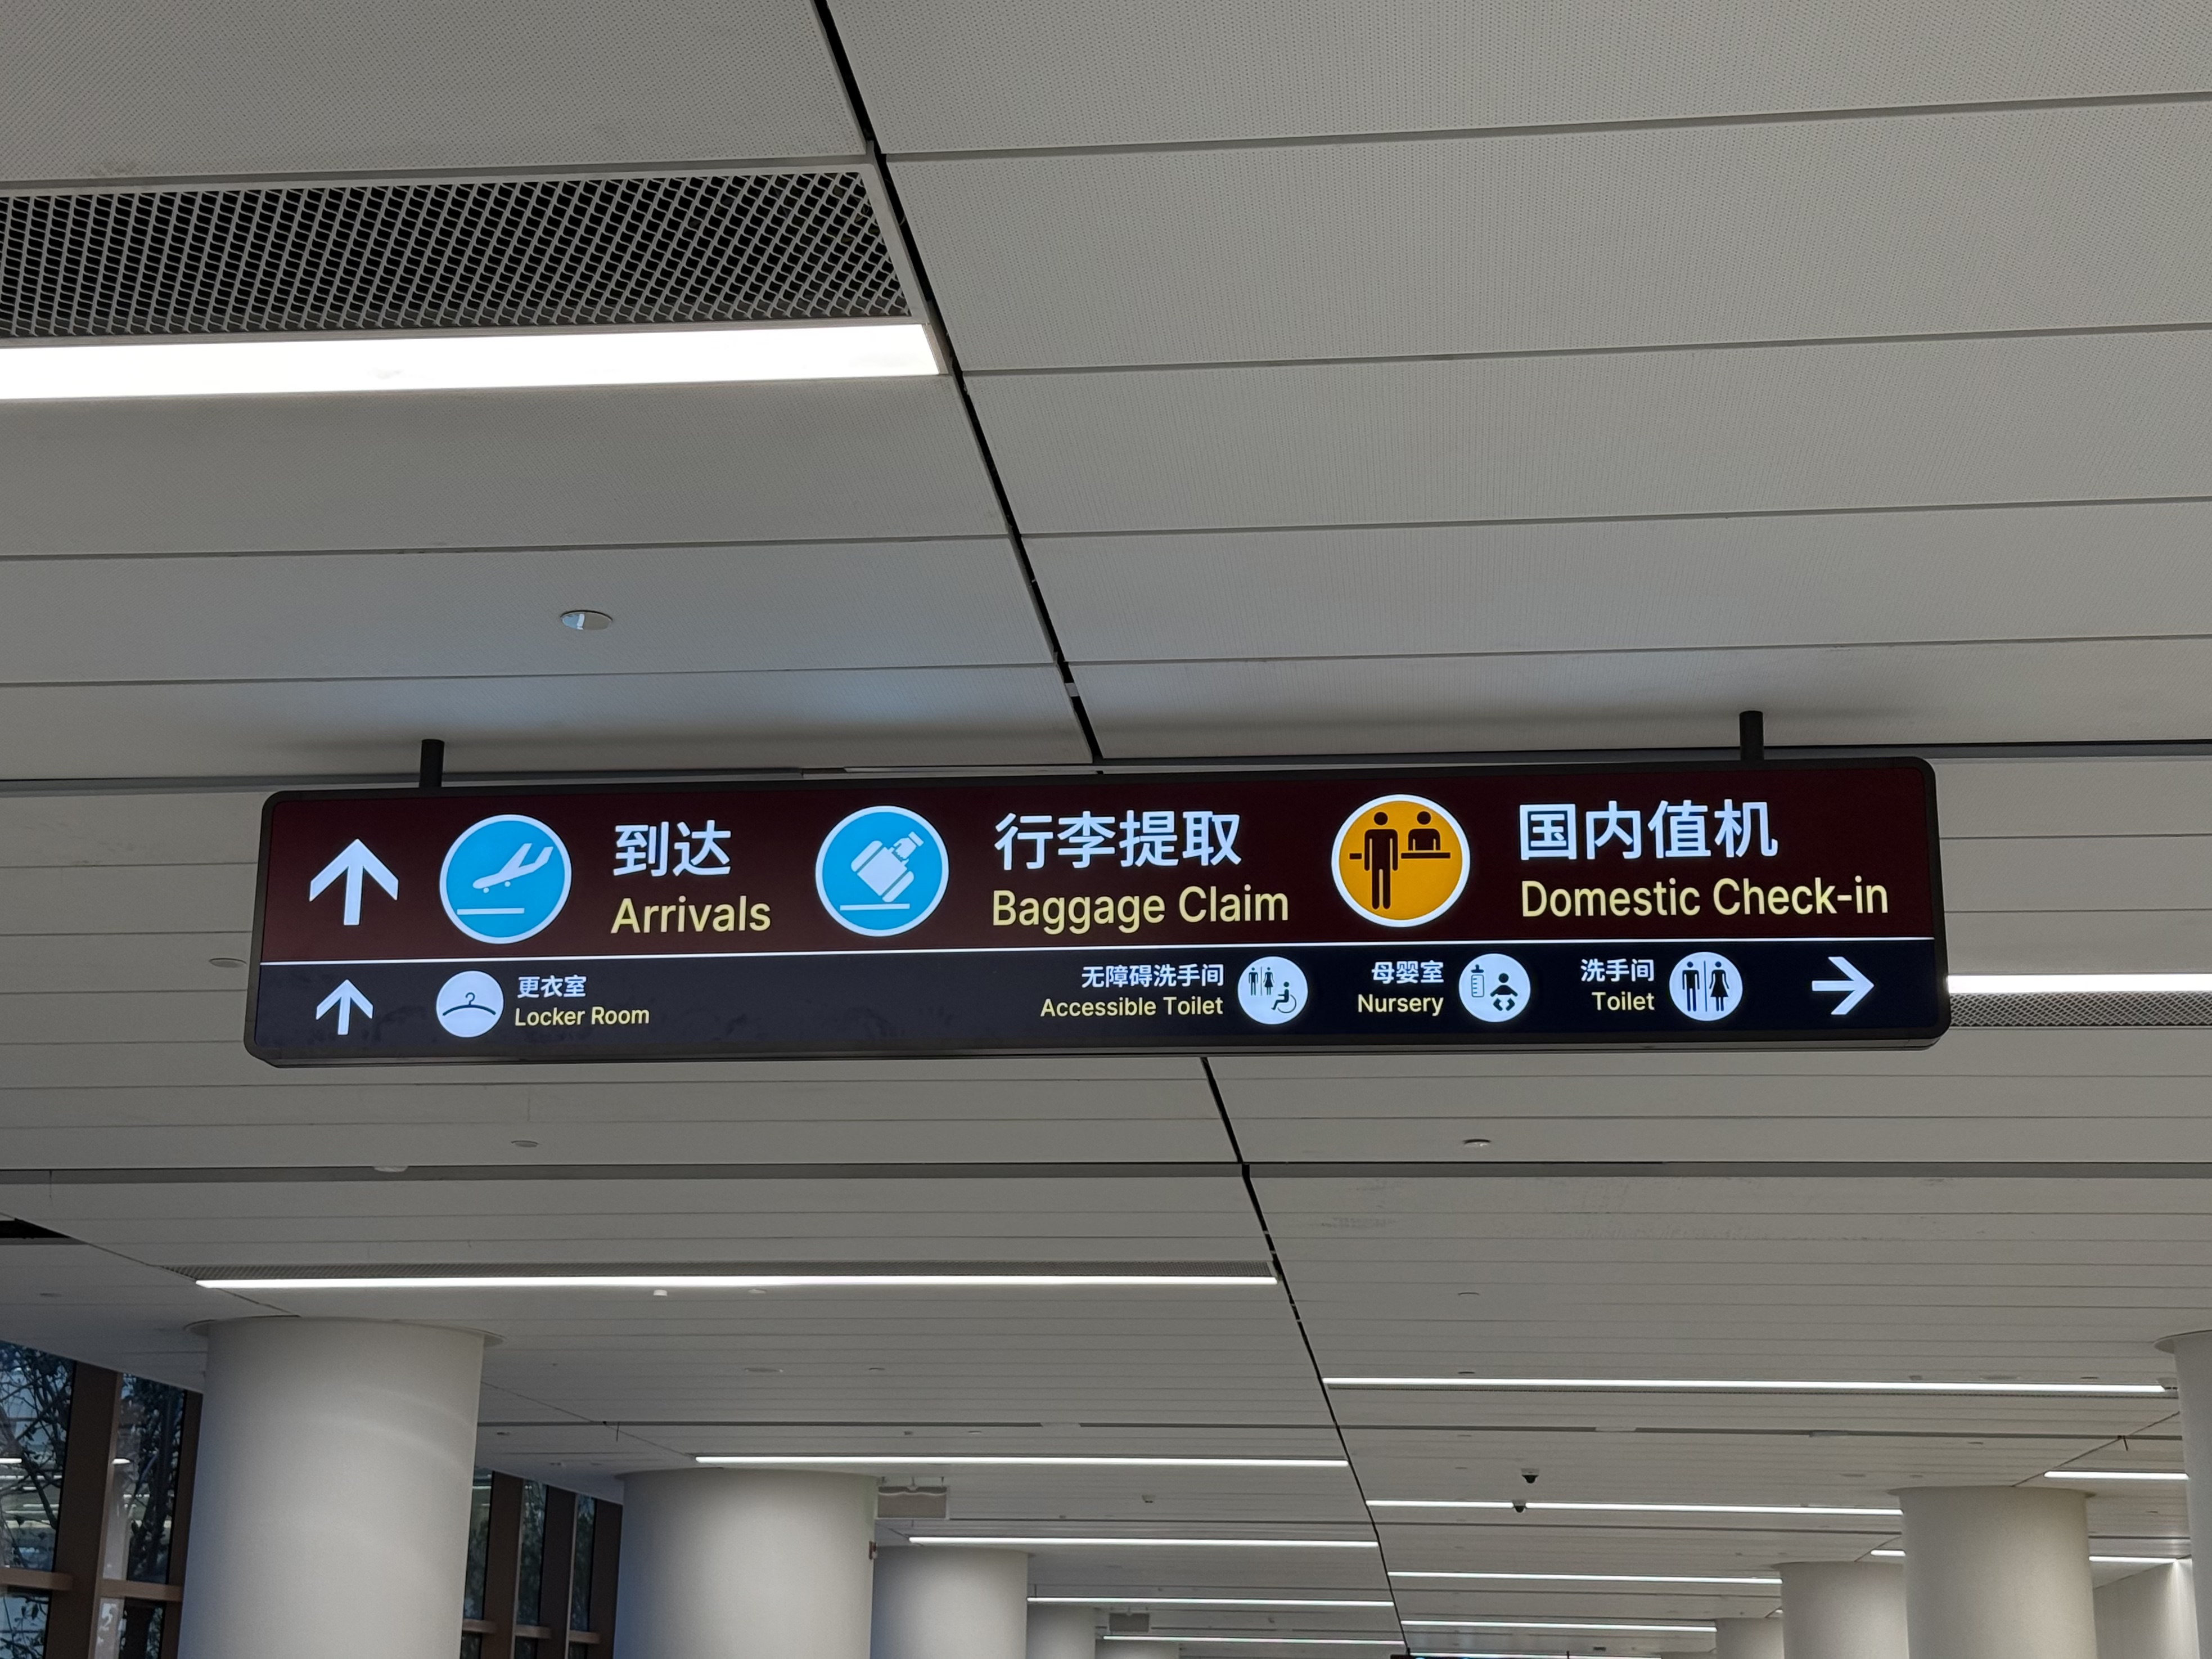 到达
Arrivals
行李提取
Baggage Claim
国内值机
Domestic Check-in
更衣室
Locker Room
无障碍洗手间
Accessible Toilet
母婴室
Nursery
洗手间
Toilet